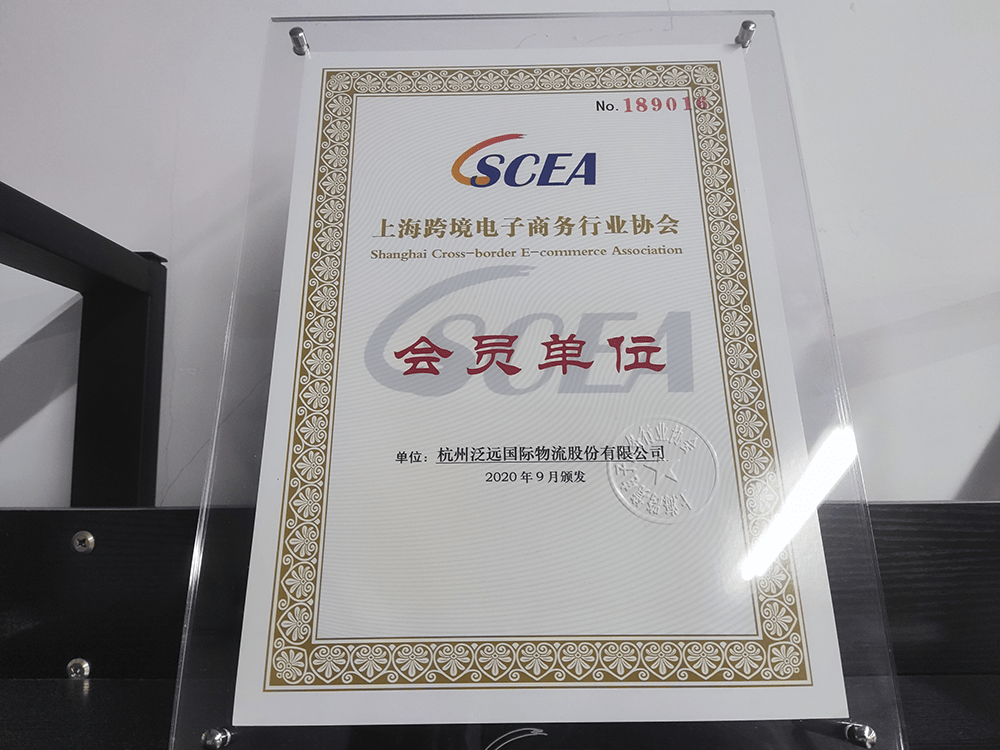 No.189016
SCEA
上海跨境电子商务行业协会
Shanghai Cross-border E-commerce Association
SCEA
会员单位
单位：杭州泛远国际物流股份有限公司
2020年9月颁发